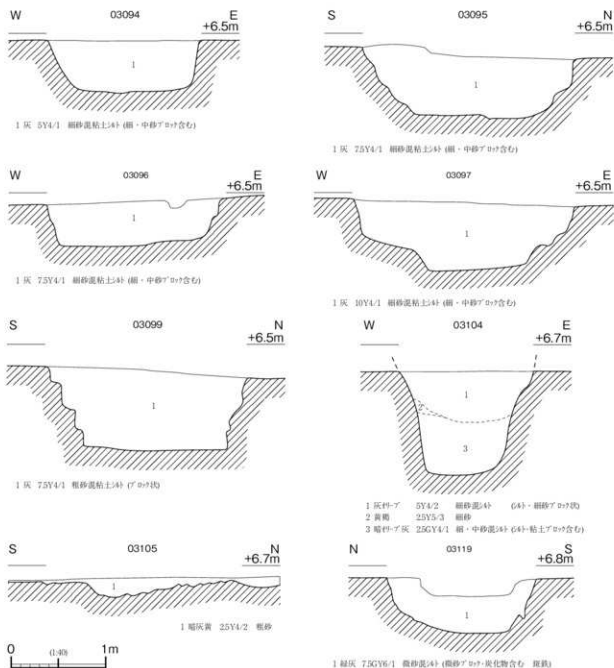 W 03094 E
+6.5m
1
1 灰 5Y4/1 細砂混粘土シルト (細・中砂ブロック含む)
S 03095 N
+6.5m
1
1 灰 7.5Y4/1 細砂混粘土シルト (細・中砂ブロック含む)
W 03096 E
+6.5m
1
1 灰 7.5Y4/1 細砂混粘土シルト (細・中砂ブロック含む)
W 03097 E
+6.5m
1
1 灰 10Y4/1 細砂混粘土シルト (細・中砂ブロック含む)
S 03099 N
+6.5m
1
1 灰 7.5Y4/1 粗砂混粘土シルト (ブロック状)
W 03104 E
+6.7m
1
2
3
1 灰オリーブ 5Y4/2 細砂混シルト (シルト・細砂ブロック状)
2 黄褐 2.5Y5/3 細砂
3 暗オリーブ灰 2.5GY4/1 細・中砂混シルト (シルト・粘土ブロック含む)
S 03105 N
+6.7m
1
1 暗灰黄 2.5Y4/2 粗砂
N 03119 S
+6.8m
1
1 緑灰 7.5GY6/1 微砂混シルト (微砂ブロック・炭化物含む 斑鉄)
0 (1:40) 1m